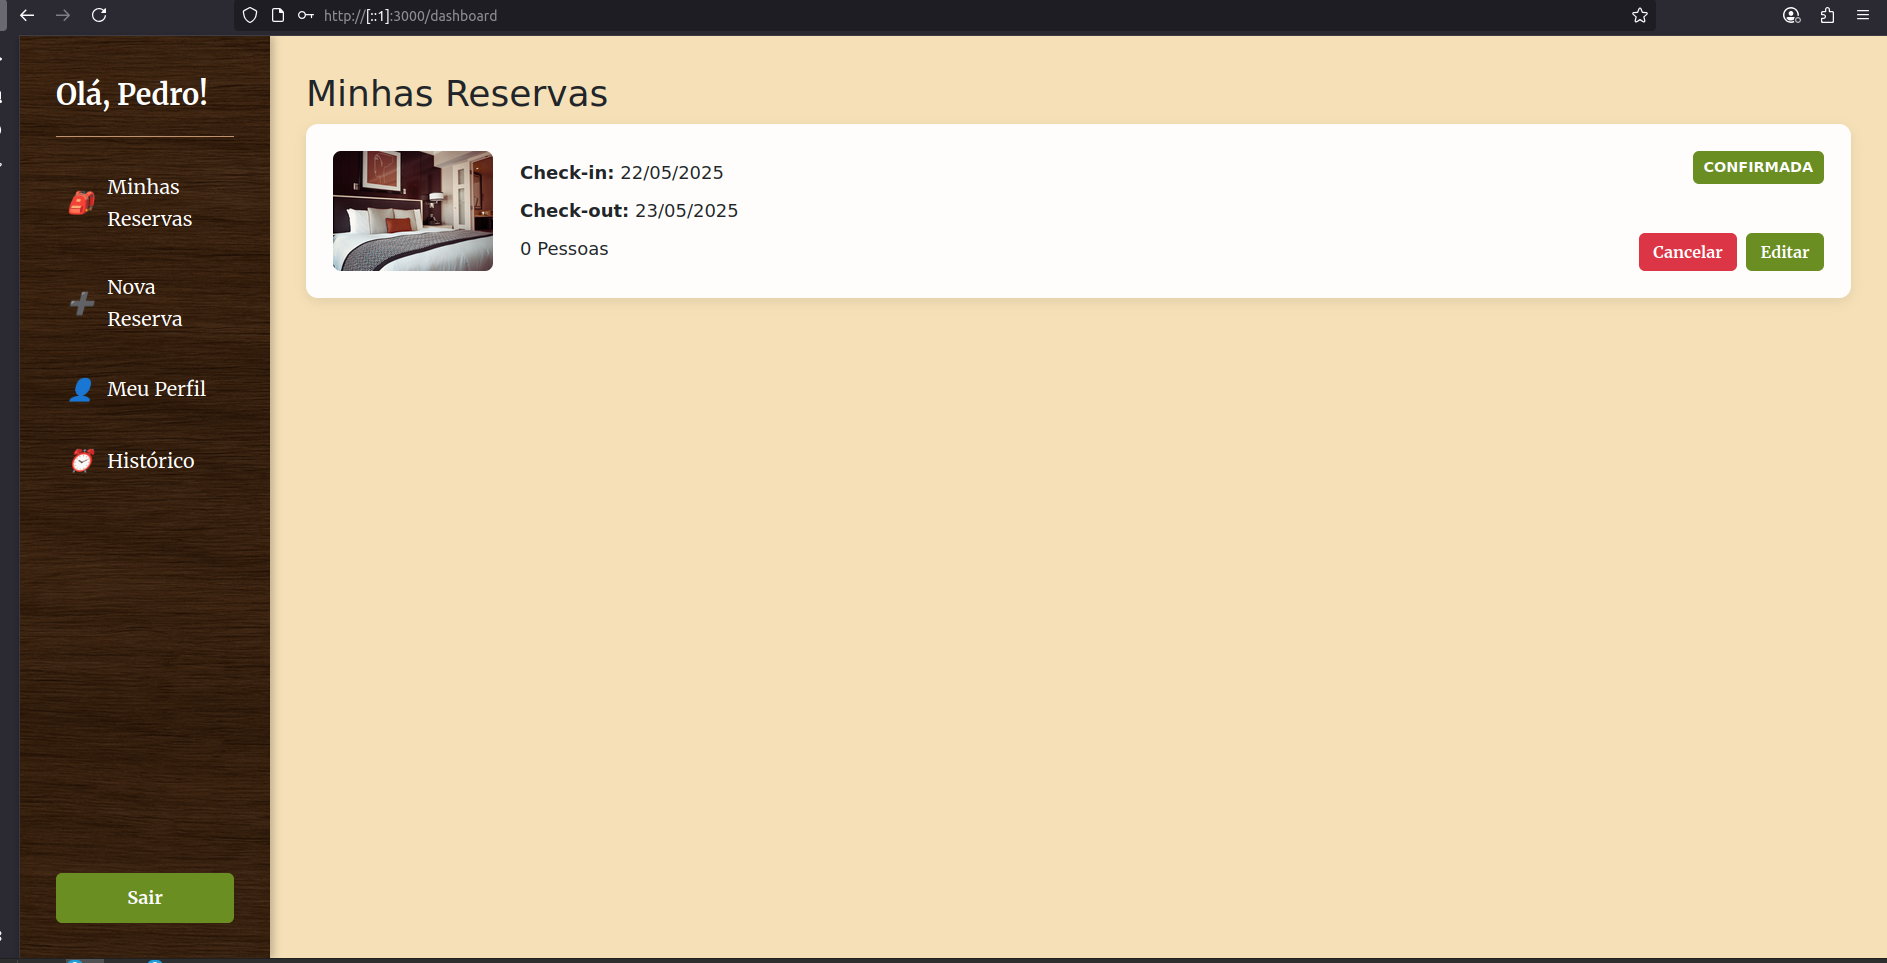 http://[::1]:3000/dashboard
Olá, Pedro!
Minhas
Reservas
Nova
Reserva
Meu Perfil
Histórico
Sair
Minhas Reservas
Check-in: 22/05/2025
Check-out: 23/05/2025
0 Pessoas
CONFIRMADA
Cancelar
Editar